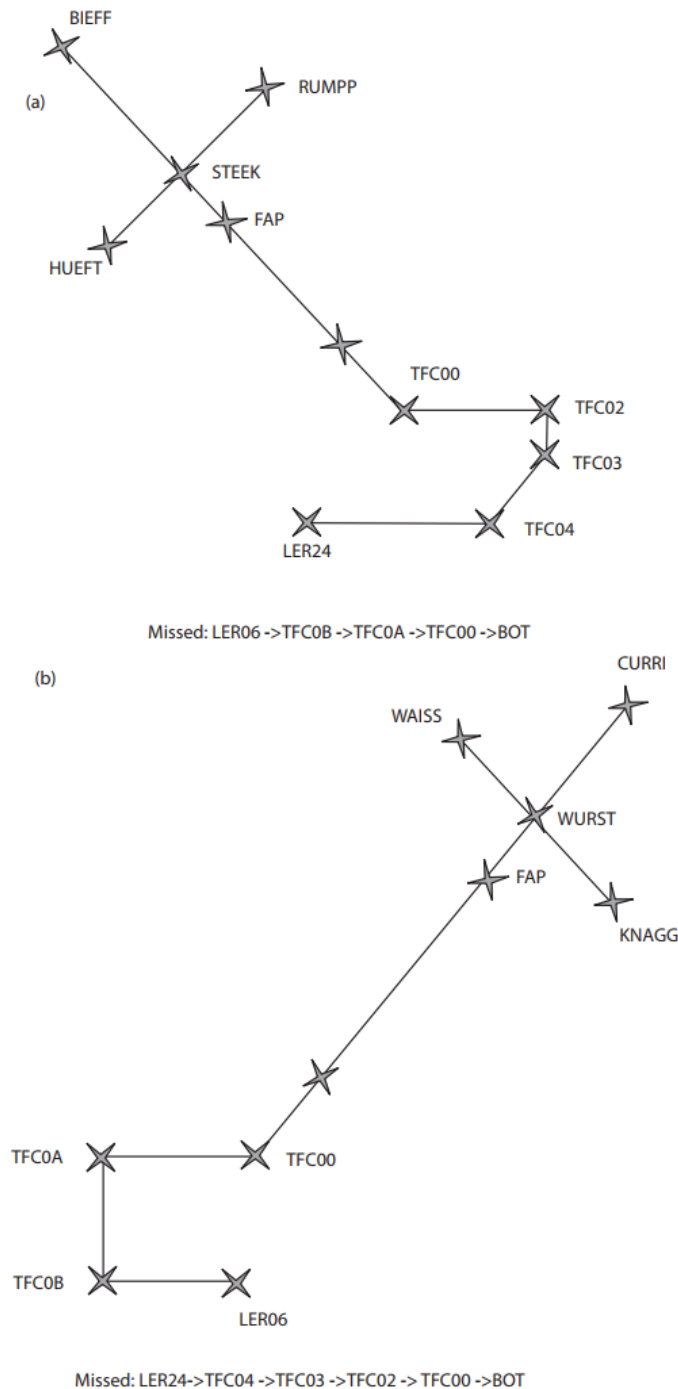 BIEFF
(a)
RUMPP
STEEK
FAP
HUEFT
TFC00
TFC02
TFC03
TFC04
LER24
Missed: LER06 ->TFC0B ->TFC0A ->TFC00 ->BOT
(b)
CURRI
WAISS
WURST
FAP
KNAGG
TFC0A
TFC00
TFC0B
LER06
Missed: LER24->TFC04 ->TFC03 ->TFC02 -> TFC00 ->BOT